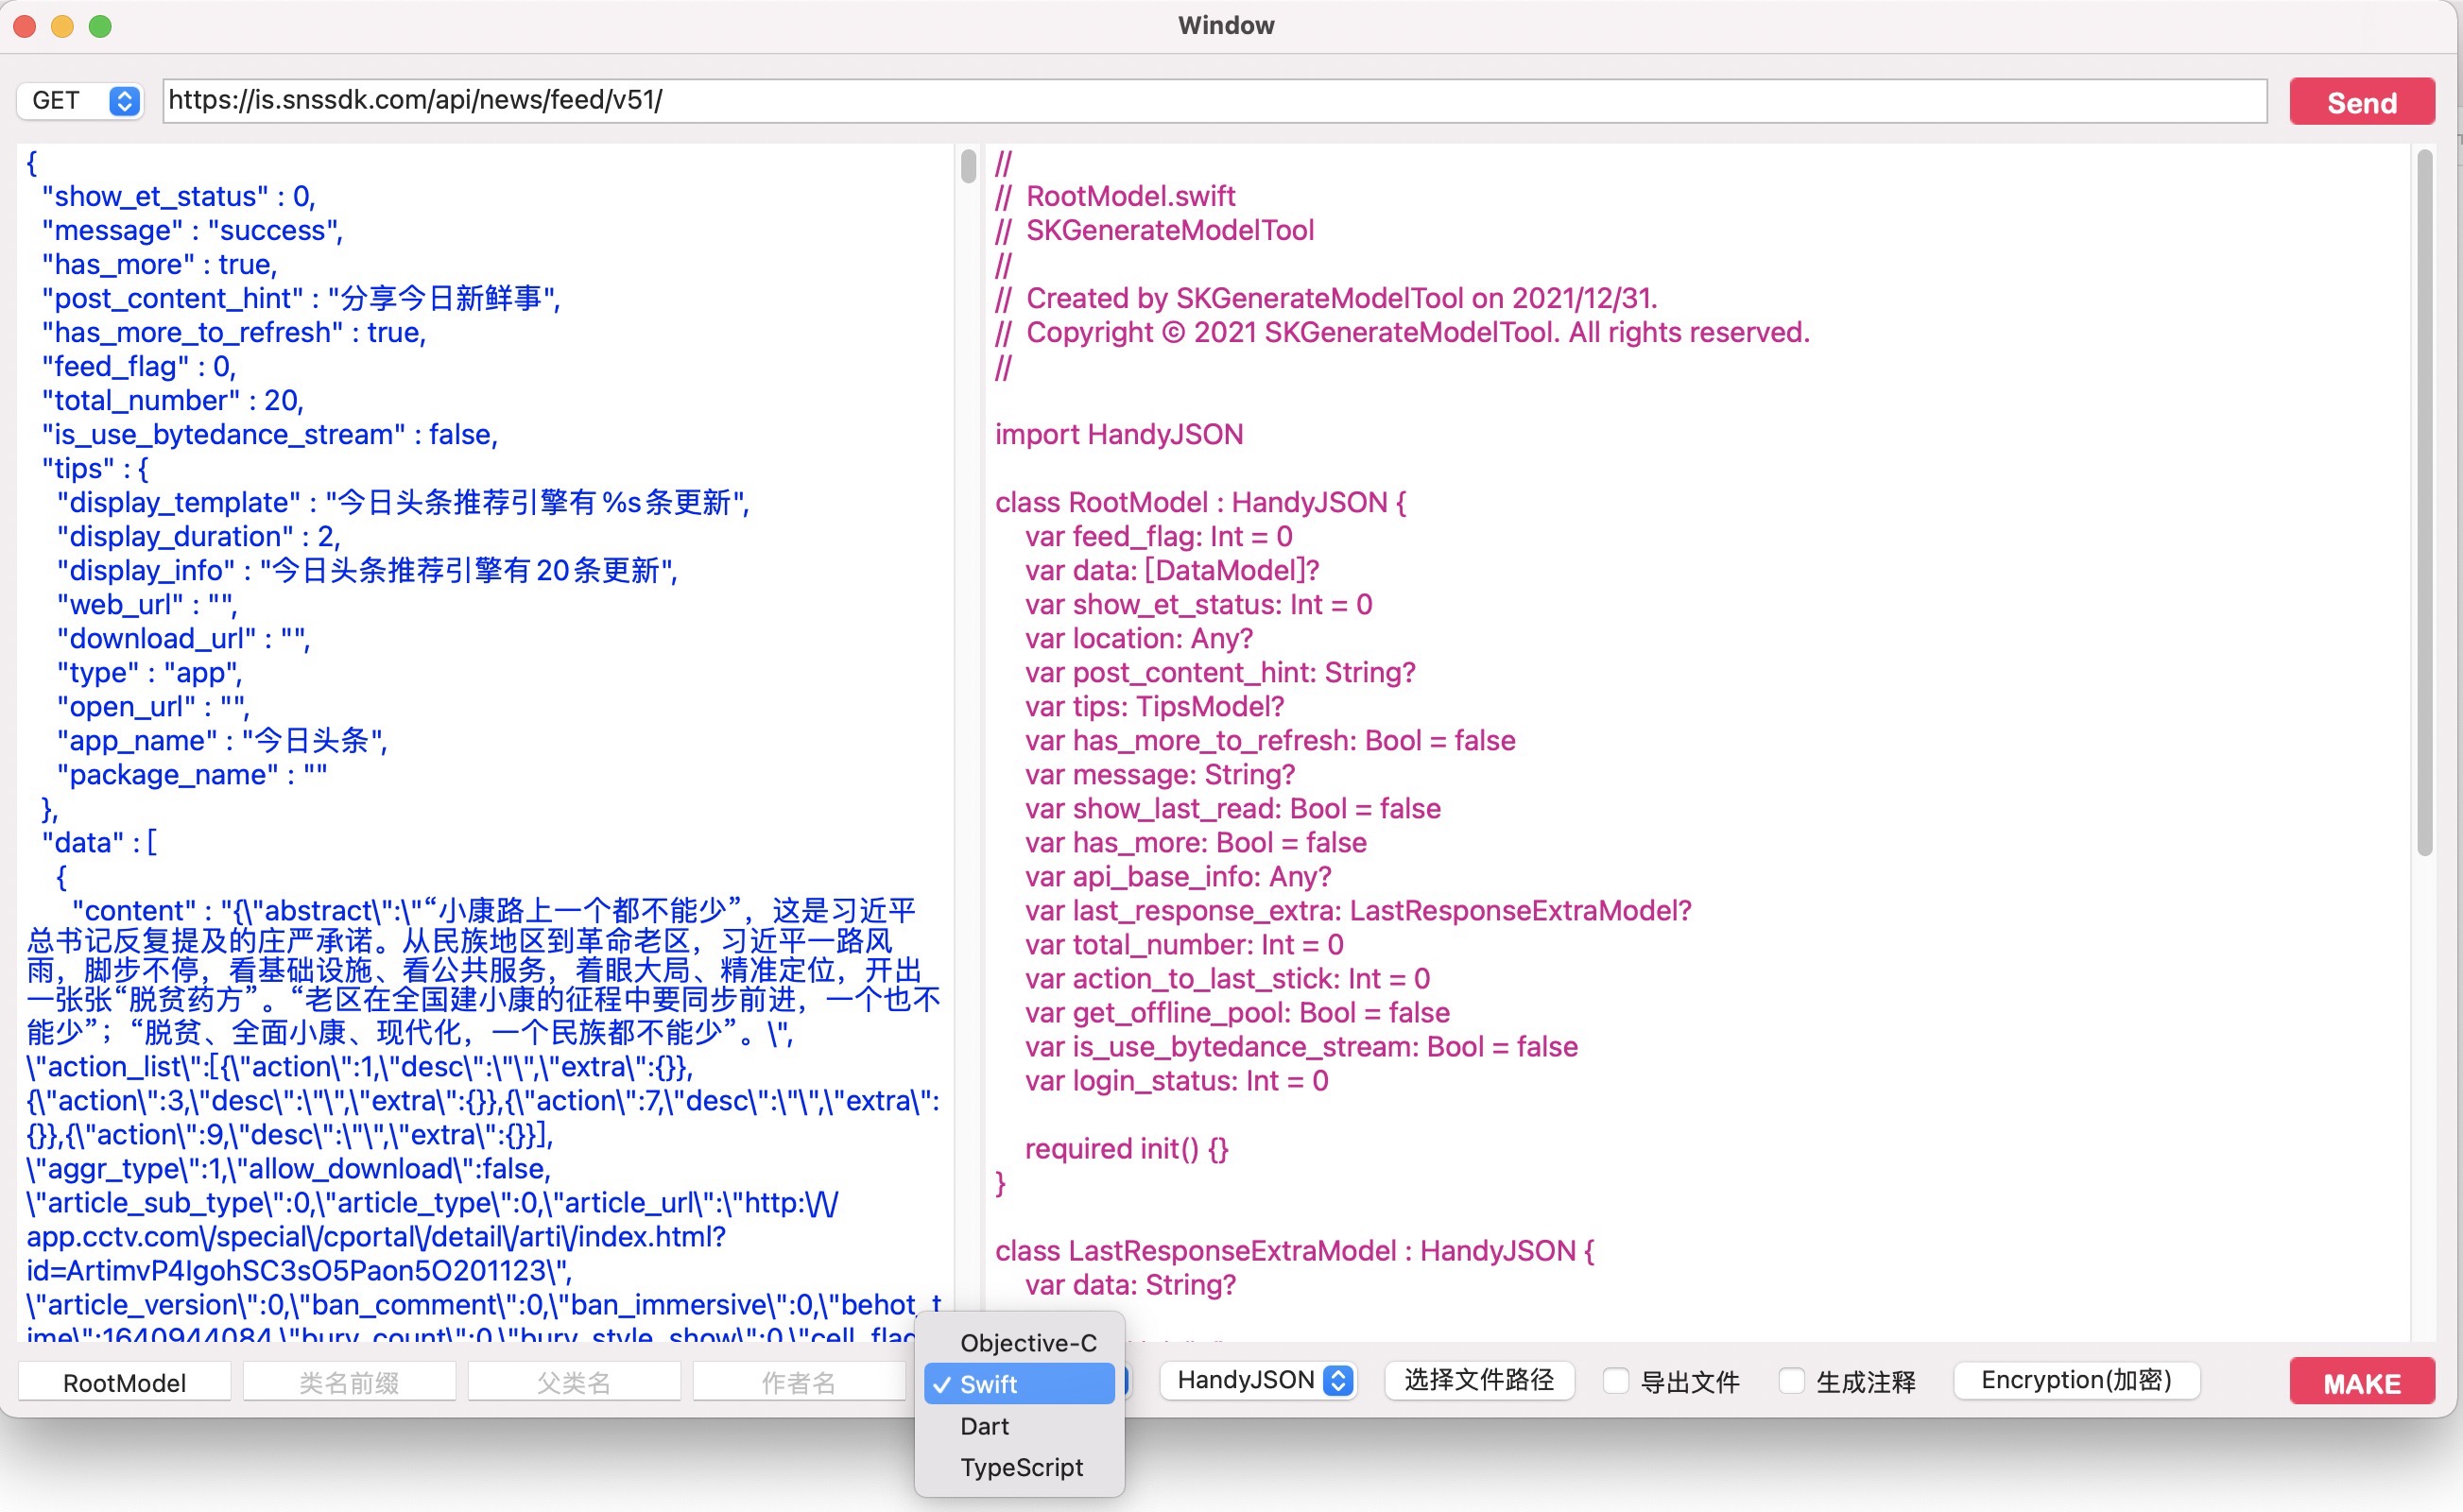 Window
GET
https://is.snssdk.com/api/news/feed/v51/
Send
{
"show_et_status" : 0,
"message" : "success",
"has_more" : true,
"post_content_hint" : "分享今日新鲜事",
"has_more_to_refresh" : true,
"feed_flag" : 0,
"total_number" : 20,
"is_use_bytedance_stream" : false,
"tips" : {
"display_template" : "今日头条推荐引擎有%s条更新",
"display_duration" : 2,
"display_info" : "今日头条推荐引擎有20条更新",
"web_url" : "",
"download_url" : "",
"type" : "app",
"open_url" : "",
"app_name" : "今日头条",
"package_name" : ""
},
"data" : [
{
"content" : "{\"abstract\":\"“小康路上一个都不能少”，这是习近平
总书记反复提及的庄严承诺。从民族地区到革命老区，习近平一路风
雨，脚步不停，看基础设施、看公共服务，着眼大局、精准定位，开出
一张张“脱贫药方”。“老区在全国建小康的征程中要同步前进，一个也不
能少”；“脱贫、全面小康、现代化，一个民族都不能少”。\",
\"action_list\":[{\"action\":1,\"desc\":\"\",\"extra\":{}},
{\"action\":3,\"desc\":\"\",\"extra\":{}},{\"action\":7,\"desc\":\"\",\"extra\":
{}},{\"action\":9,\"desc\":\"\",\"extra\":{}}],
\"aggr_type\":1,\"allow_download\":false,
\"article_sub_type\":0,\"article_type\":0,\"article_url\":\"http:\/\/
app.cctv.com\/special\/cportal\/detail\/arti\/index.html?
id=ArtimvP4IgohSC3sO5Paon5O201123\",
\"article_version\":0,\"ban_comment\":0,\"ban_immersive\":0,\"behot_t
ime\":1640944084,\"bury_count\":0,\"bury_style_show\":0,\"cell_flag
//
// RootModel.swift
// SKGenerateModelTool
//
// Created by SKGenerateModelTool on 2021/12/31.
// Copyright © 2021 SKGenerateModelTool. All rights reserved.
//
import HandyJSON
class RootModel : HandyJSON {
var feed_flag: Int = 0
var data: [DataModel]?
var show_et_status: Int = 0
var location: Any?
var post_content_hint: String?
var tips: TipsModel?
var has_more_to_refresh: Bool = false
var message: String?
var show_last_read: Bool = false
var has_more: Bool = false
var api_base_info: Any?
var last_response_extra: LastResponseExtraModel?
var total_number: Int = 0
var action_to_last_stick: Int = 0
var get_offline_pool: Bool = false
var is_use_bytedance_stream: Bool = false
var login_status: Int = 0
required init() {}
}
class LastResponseExtraModel : HandyJSON {
var data: String?
RootModel
类名前缀
父类名
作者名
Objective-C
✓ Swift
Dart
TypeScript
HandyJSON
选择文件路径
导出文件
生成注释
Encryption(加密)
MAKE